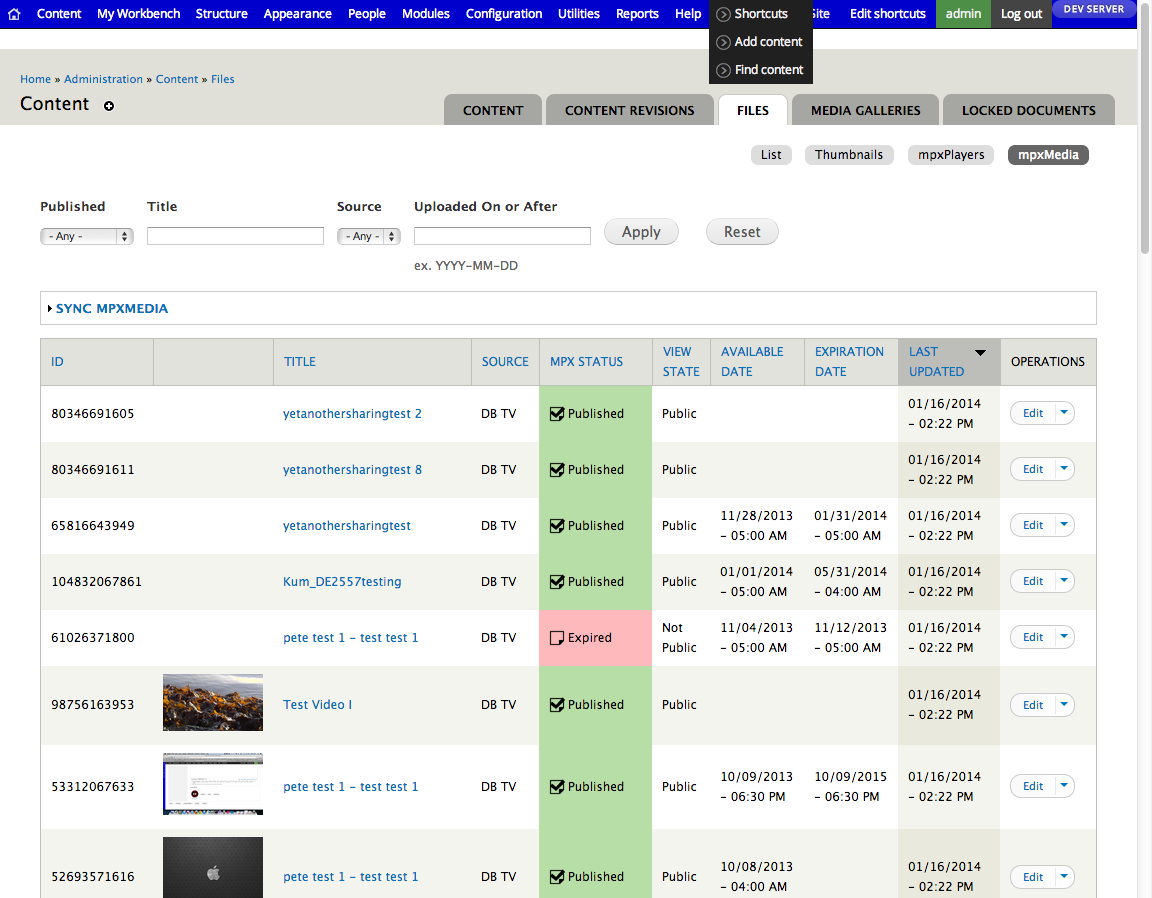 Content My Workbench Structure Appearance People Modules Configuration Utilities Reports Help Shortcuts Site Edit shortcuts admin Log out DEV SERVER
Add content
Find content
Home » Administration » Content » Files
Content
CONTENT CONTENT REVISIONS FILES MEDIA GALLERIES LOCKED DOCUMENTS
List Thumbnails mpxPlayers mpxMedia
Published Title Source Uploaded On or After
- Any - - Any - Apply Reset
ex. YYYY-MM-DD
SYNC MPXMEDIA
ID TITLE SOURCE MPX STATUS VIEW STATE AVAILABLE DATE EXPIRATION DATE LAST UPDATED OPERATIONS
80346691605 yetanothersharingtest 2 DB TV Published Public 01/16/2014 - 02:22 PM Edit
80346691611 yetanothersharingtest 8 DB TV Published Public 01/16/2014 - 02:22 PM Edit
65816643949 yetanothersharingtest DB TV Published Public 11/28/2013 - 05:00 AM 01/31/2014 - 05:00 AM 01/16/2014 - 02:22 PM Edit
104832067861 Kum_DE2557testing DB TV Published Public 01/01/2014 - 05:00 AM 05/31/2014 - 04:00 AM 01/16/2014 - 02:22 PM Edit
61026371800 pete test 1 - test test 1 DB TV Expired Not Public 11/04/2013 - 05:00 AM 11/12/2013 - 05:00 AM 01/16/2014 - 02:22 PM Edit
98756163953 Test Video I DB TV Published Public 01/16/2014 - 02:22 PM Edit
53312067633 pete test 1 - test test 1 DB TV Published Public 10/09/2013 - 06:30 PM 10/09/2015 - 06:30 PM 01/16/2014 - 02:22 PM Edit
52693571616 pete test 1 - test test 1 DB TV Published Public 10/08/2013 - 04:00 AM 01/16/2014 - 02:22 PM Edit